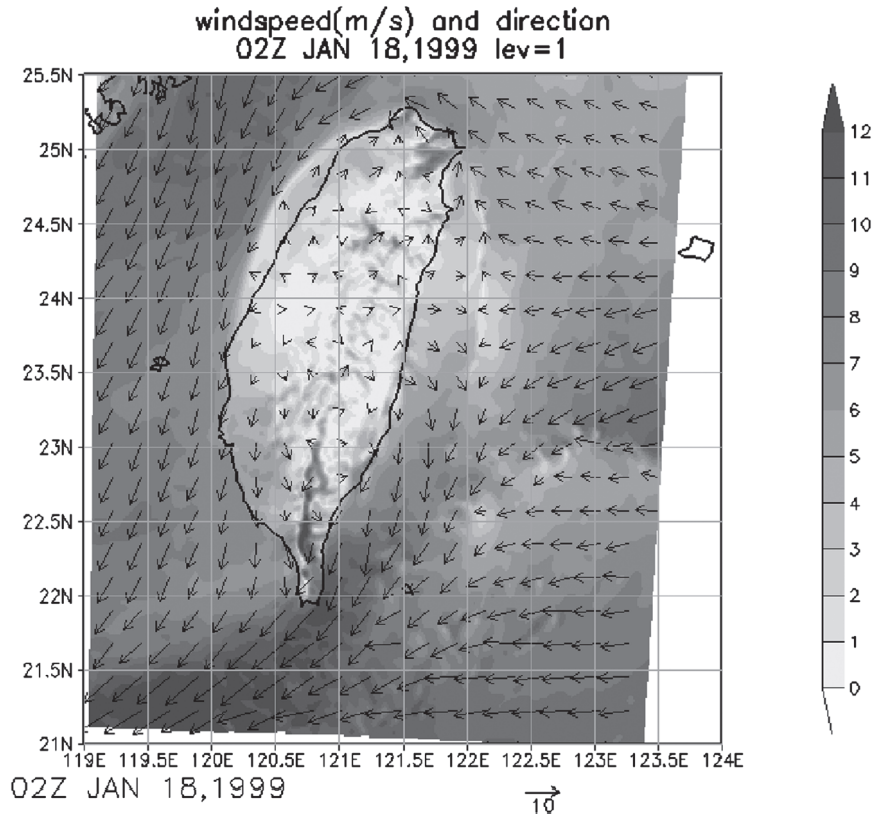 windspeed(m/s) and direction
02Z JAN 18,1999 lev=1
25.5N
25N
24.5N
24N
23.5N
23N
22.5N
22N
21.5N
21N
119E 119.5E 120E 120.5E 121E 121.5E 122E 122.5E 123E 123.5E 124E
12
11
10
9
8
7
6
5
4
3
2
1
0
02Z JAN 18,1999
10